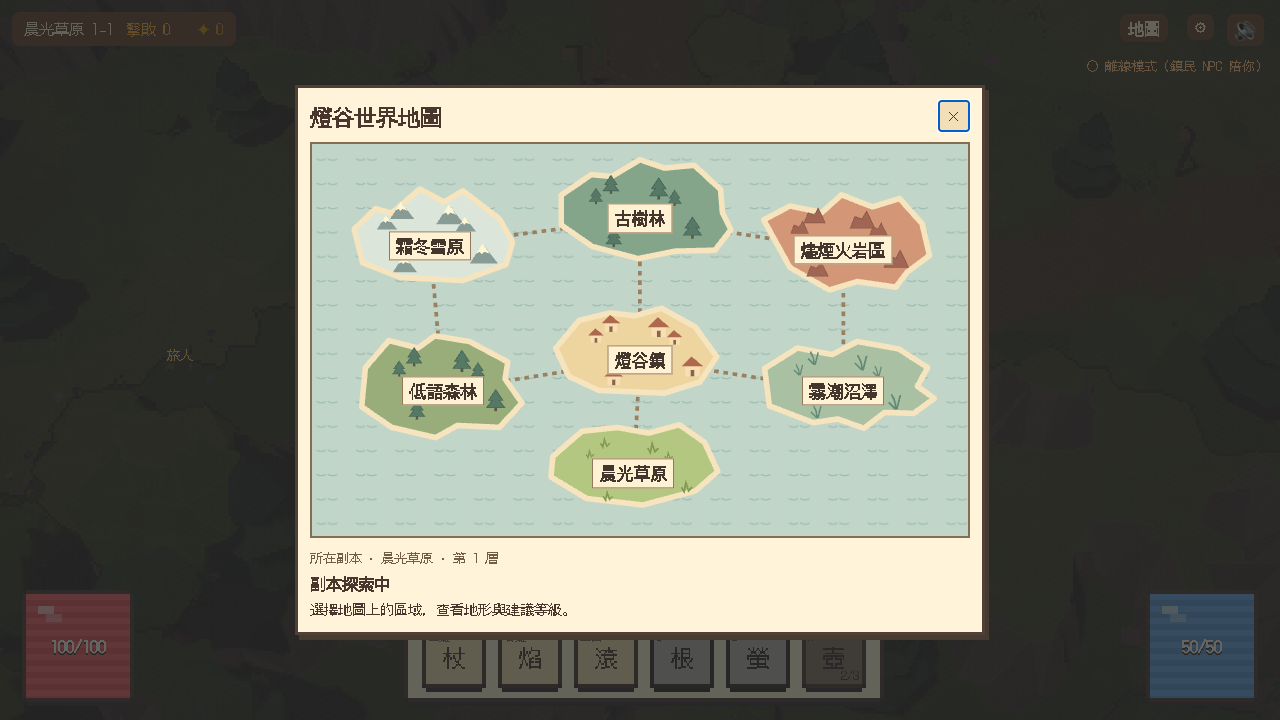 晨光草原 1-1 擊敗 0 ✦ 0
地圖
○ 離線模式（鎮民 NPC 陪你）
燈谷世界地圖
×
古樹林
霜冬雪原
燼煙火岩區
燈谷鎮
低語森林
霧潮沼澤
晨光草原
旅人
所在副本 · 晨光草原 · 第 1 層
副本探索中
選擇地圖上的區域，查看地形與建議等級。
100/100
杖
焰
滾
根
螢
壺
2/3
50/50